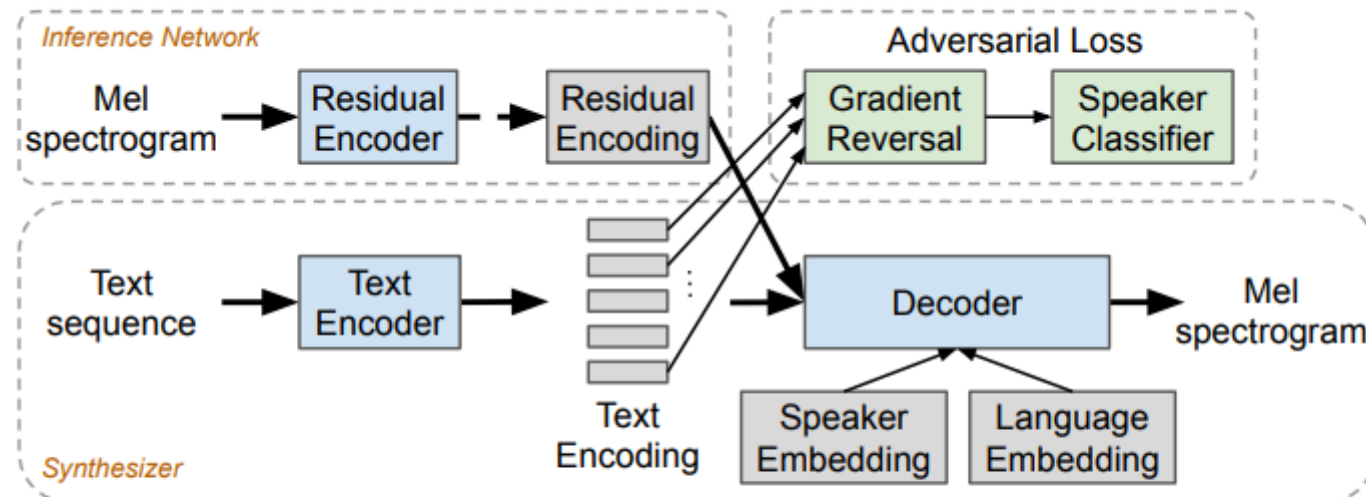 Inference Network
Mel
spectrogram
Residual
Encoder
Residual
Encoding
Adversarial Loss
Gradient
Reversal
Speaker
Classifier
Text
sequence
Text
Encoder
...
Text
Encoding
Decoder
Speaker
Embedding
Language
Embedding
Mel
spectrogram
Synthesizer